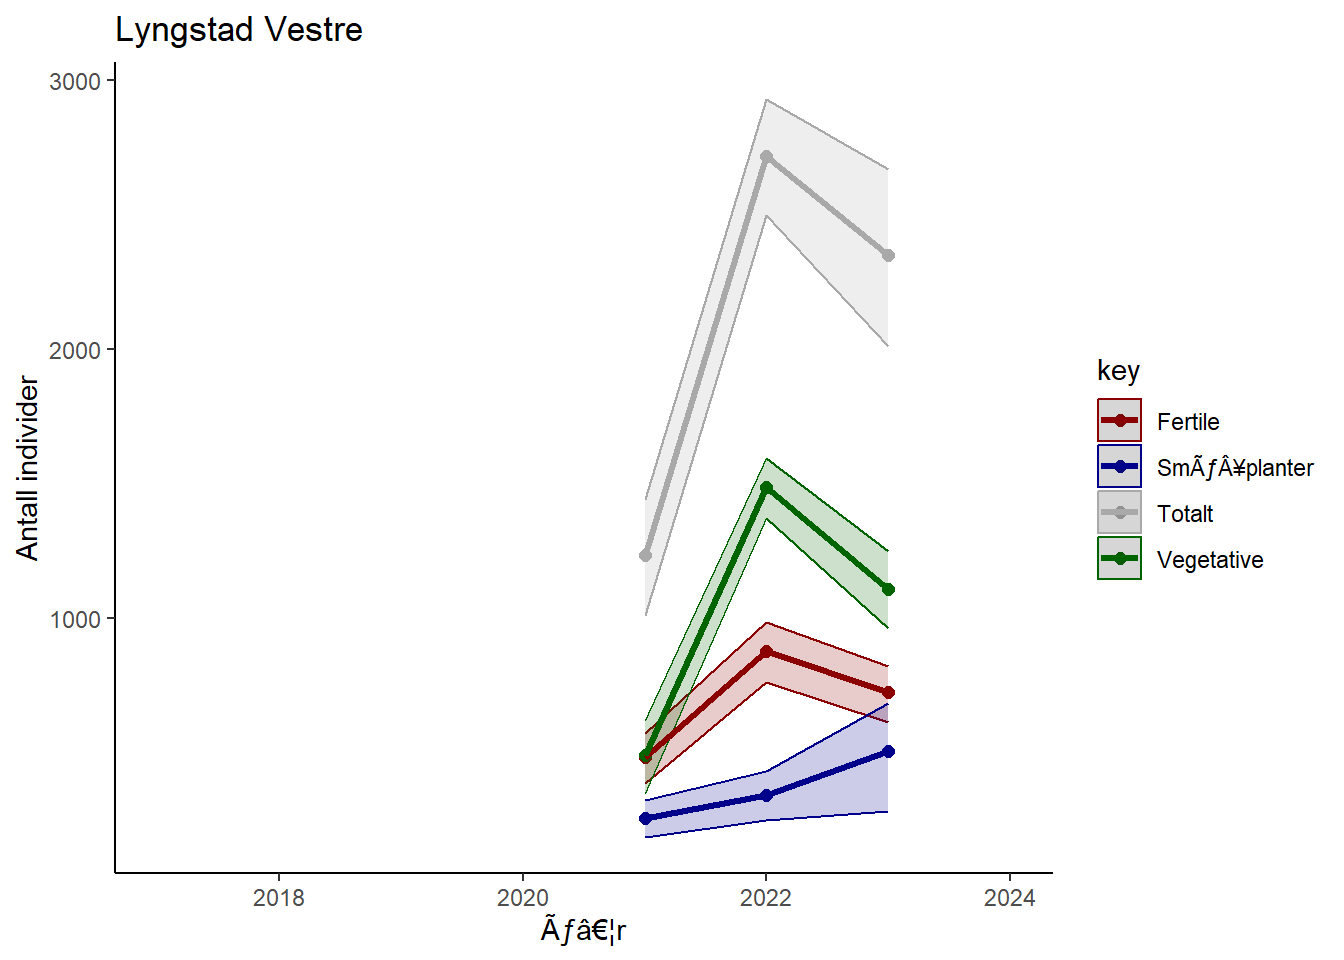 Lyngstad Vestre
3000
2000
1000
Antall individer
2018
2020
2022
2024
Ãƒâ€¦r
key
Fertile
SmÃƒÂ¥planter
Totalt
Vegetative